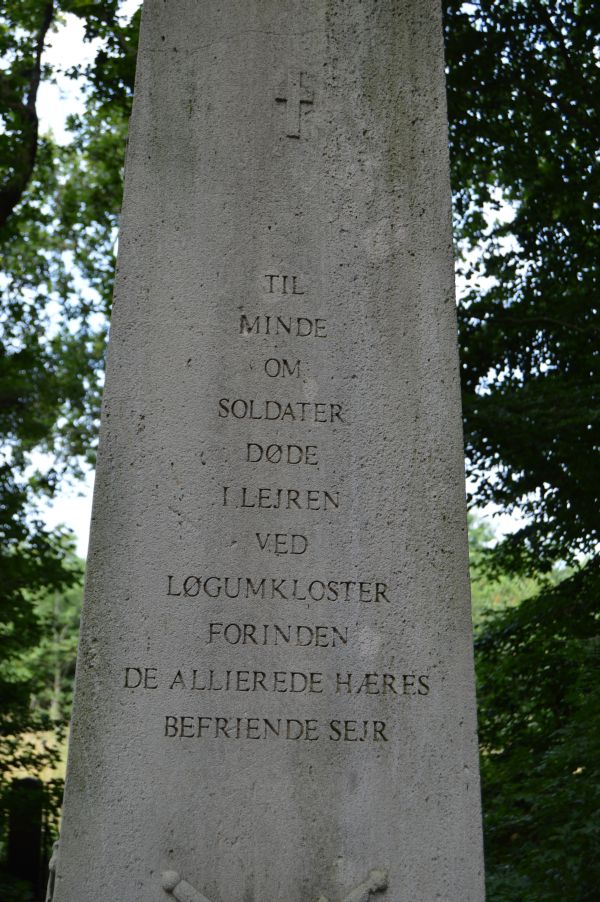 TIL
MINDE
OM
SOLDATER
DØDE
I LEJREN
VED
LØGUMKLOSTER
FORINDEN
DE ALLIEREDE HÆRES
BEFRIENDE SEJR